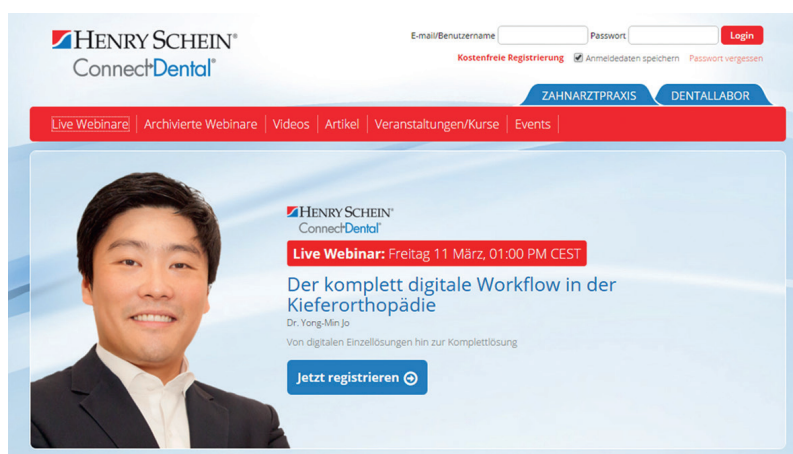 HENRY SCHEIN®
ConnectDental®
E-mail/Benutzername
Passwort
Login
Kostenfreie Registrierung
Anmeldedaten speichern
Passwort vergessen
ZAHNARZTPRAXIS
DENTALLABOR
Live Webinare
Archivierte Webinare
Videos
Artikel
Veranstaltungen/Kurse
Events
HENRY SCHEIN®
ConnectDental®
Live Webinar: Freitag 11 März, 01:00 PM CEST
Der komplett digitale Workflow in der
Kieferorthopädie
Dr. Yong-Min Jo
Von digitalen Einzellösungen hin zur Komplettlösung
Jetzt registrieren